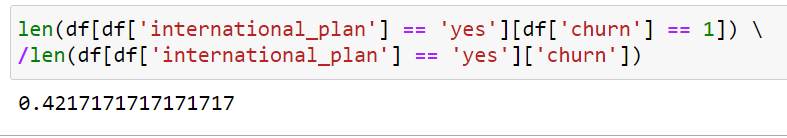 len(df[df['international_plan'] == 'yes'][df['churn'] == 1]) \
/len(df[df['international_plan'] == 'yes']['churn'])
0.4217171717171717